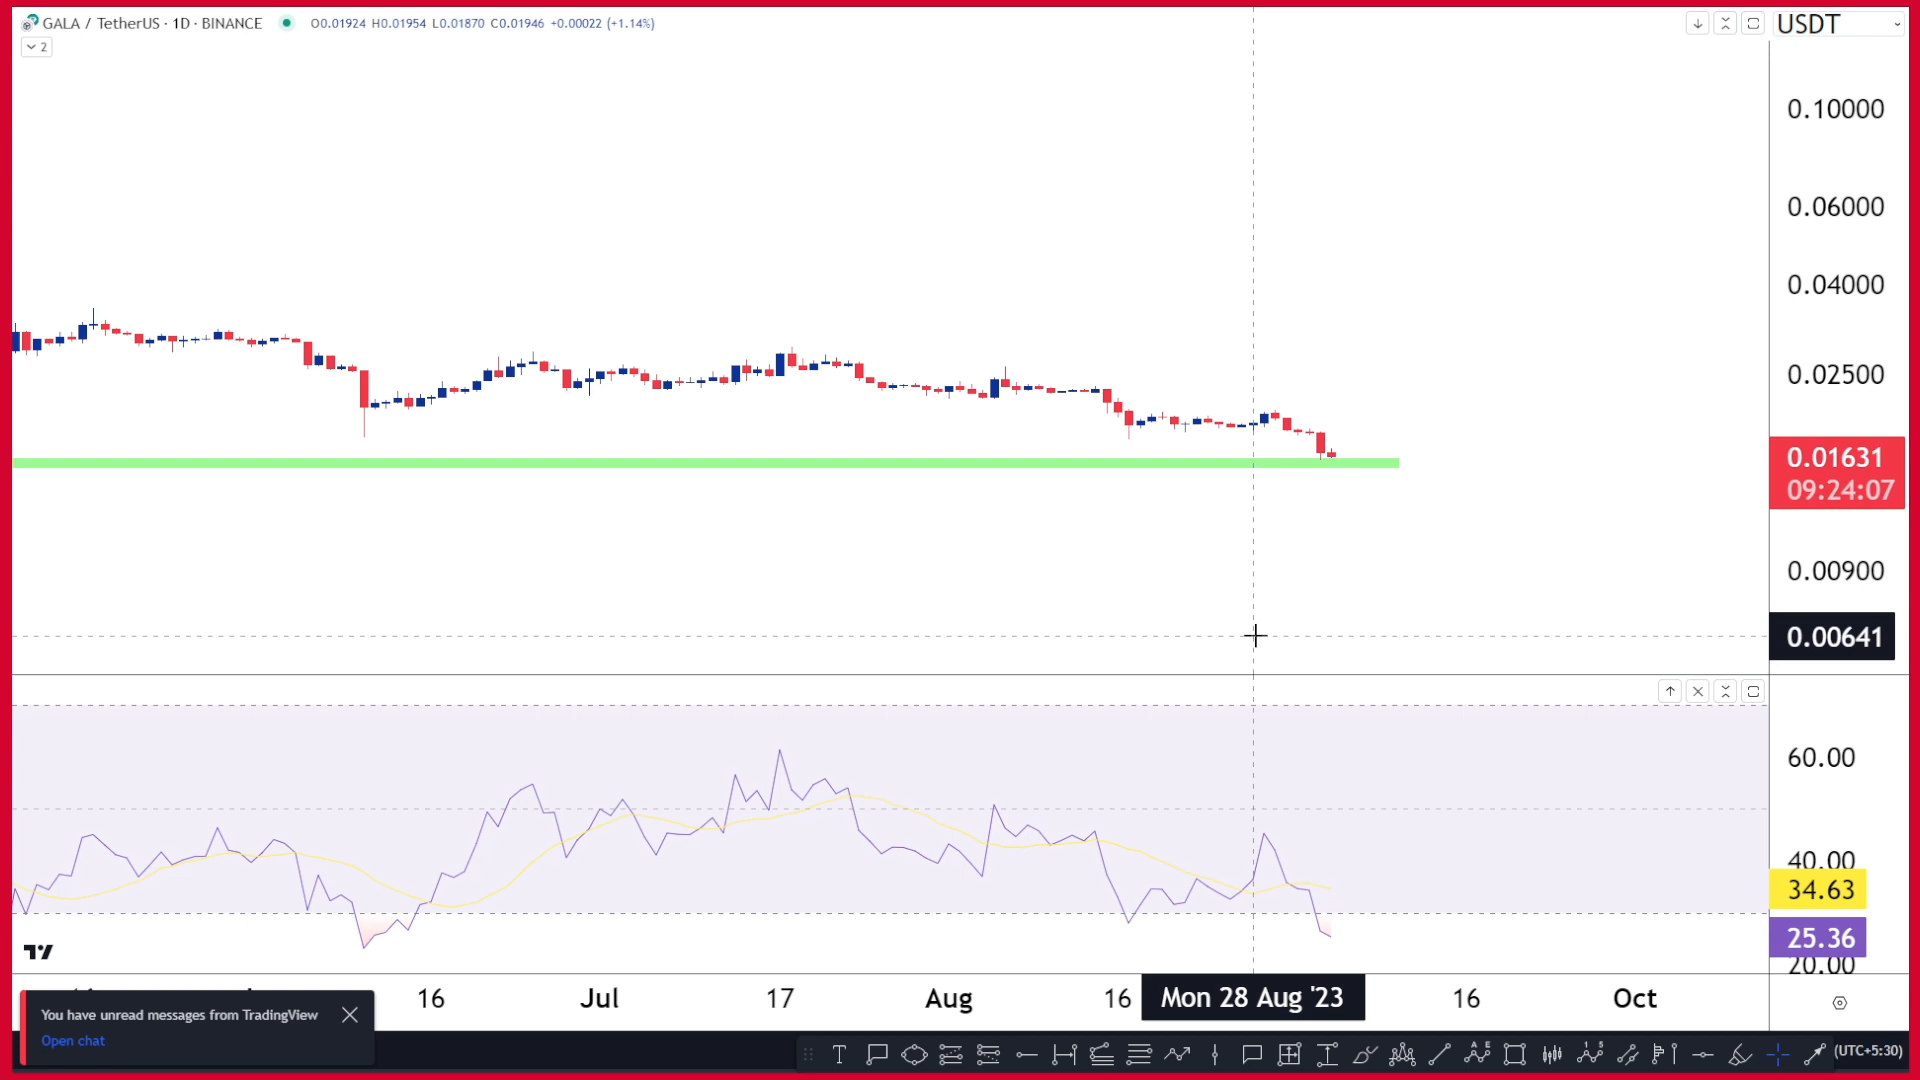 GALA / TetherUS · 1D · BINANCE O0.01924 H0.01954 L0.01870 C0.01946 +0.00022 (+1.14%)
USDT
2
0.10000
0.06000
0.04000
0.02500
0.01631
09:24:07
0.00900
0.00641
60.00
40.00
34.63
25.36
20.00
16 Jul 17 Aug 16 Mon 28 Aug '23 16 Oct
You have unread messages from TradingView
Open chat
(UTC+5:30)